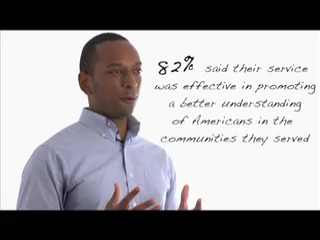 82% said their service
was effective in promoting
a better understanding
of Americans in the
communities they served